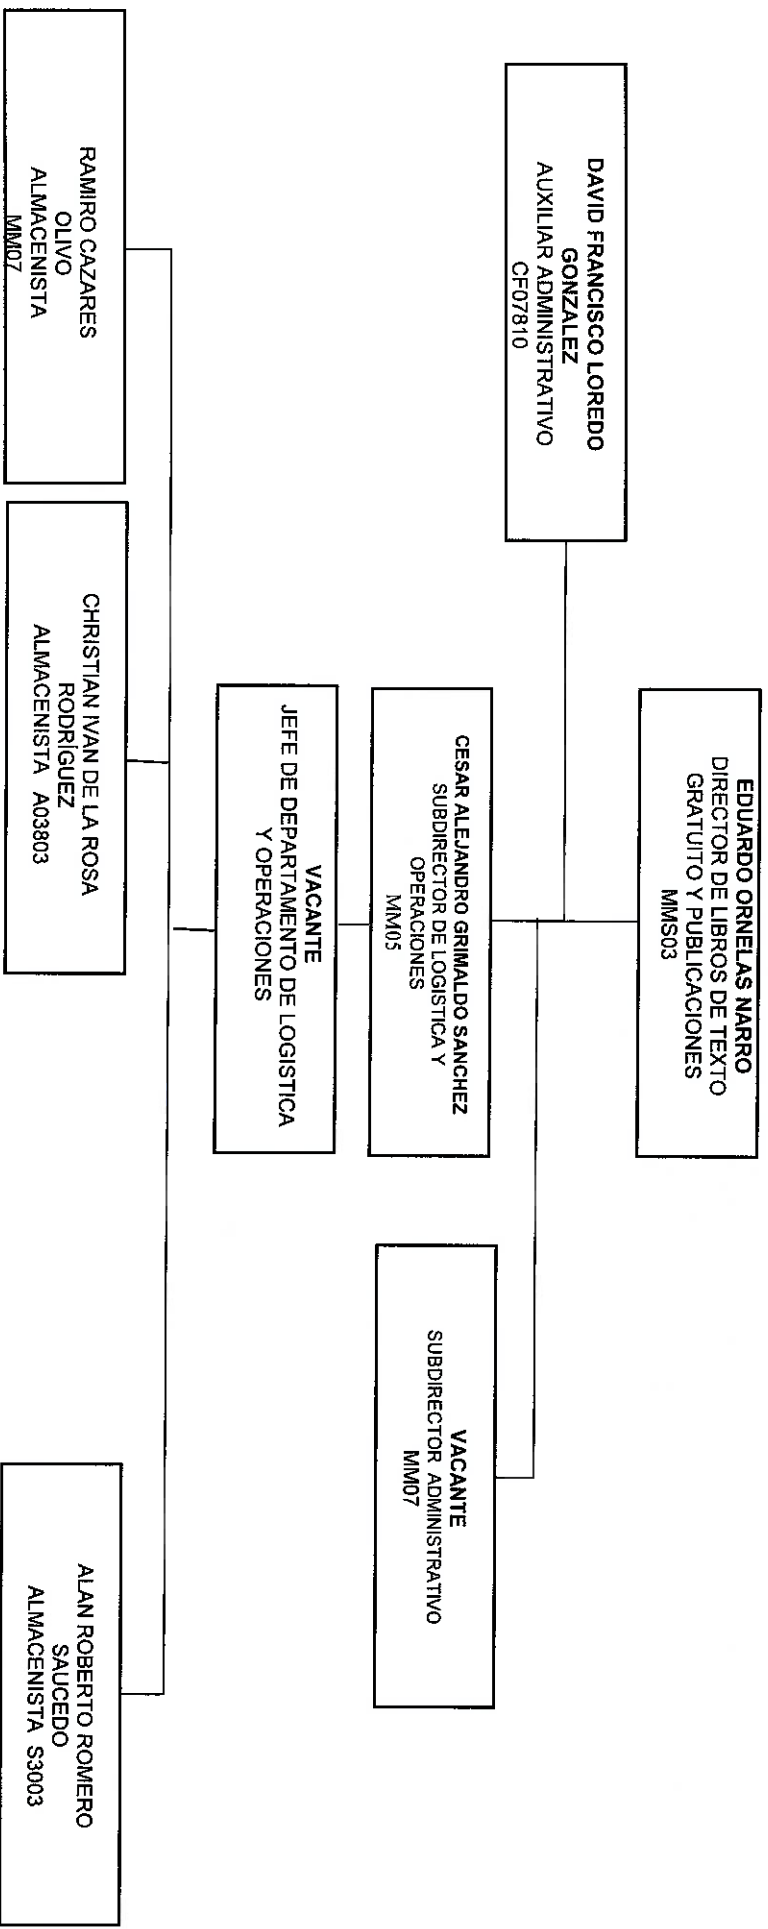 EDUARDO ORNELAS NARRO
DIRECTOR DE LIBROS DE TEXTO
GRATUITO Y PUBLICACIONES
MMS03
DAVID FRANCISCO LOREDO
GONZALEZ
AUXILIAR ADMINISTRATIVO
CF07810
CESAR ALEJANDRO GRIMALDO SANCHEZ
SUBDIRECTOR DE LOGISTICA Y
OPERACIONES
MM05
VACANTE
SUBDIRECTOR ADMINISTRATIVO
MM07
VACANTE
JEFE DE DEPARTAMENTO DE LOGISTICA
Y OPERACIONES
RAMIRO CAZARES
OLIVO
ALMACENISTA
MM07
CHRISTIAN IVAN DE LA ROSA
RODRÍGUEZ
ALMACENISTA A03803
ALAN ROBERTO ROMERO
SAUCEDO
ALMACENISTA S3003